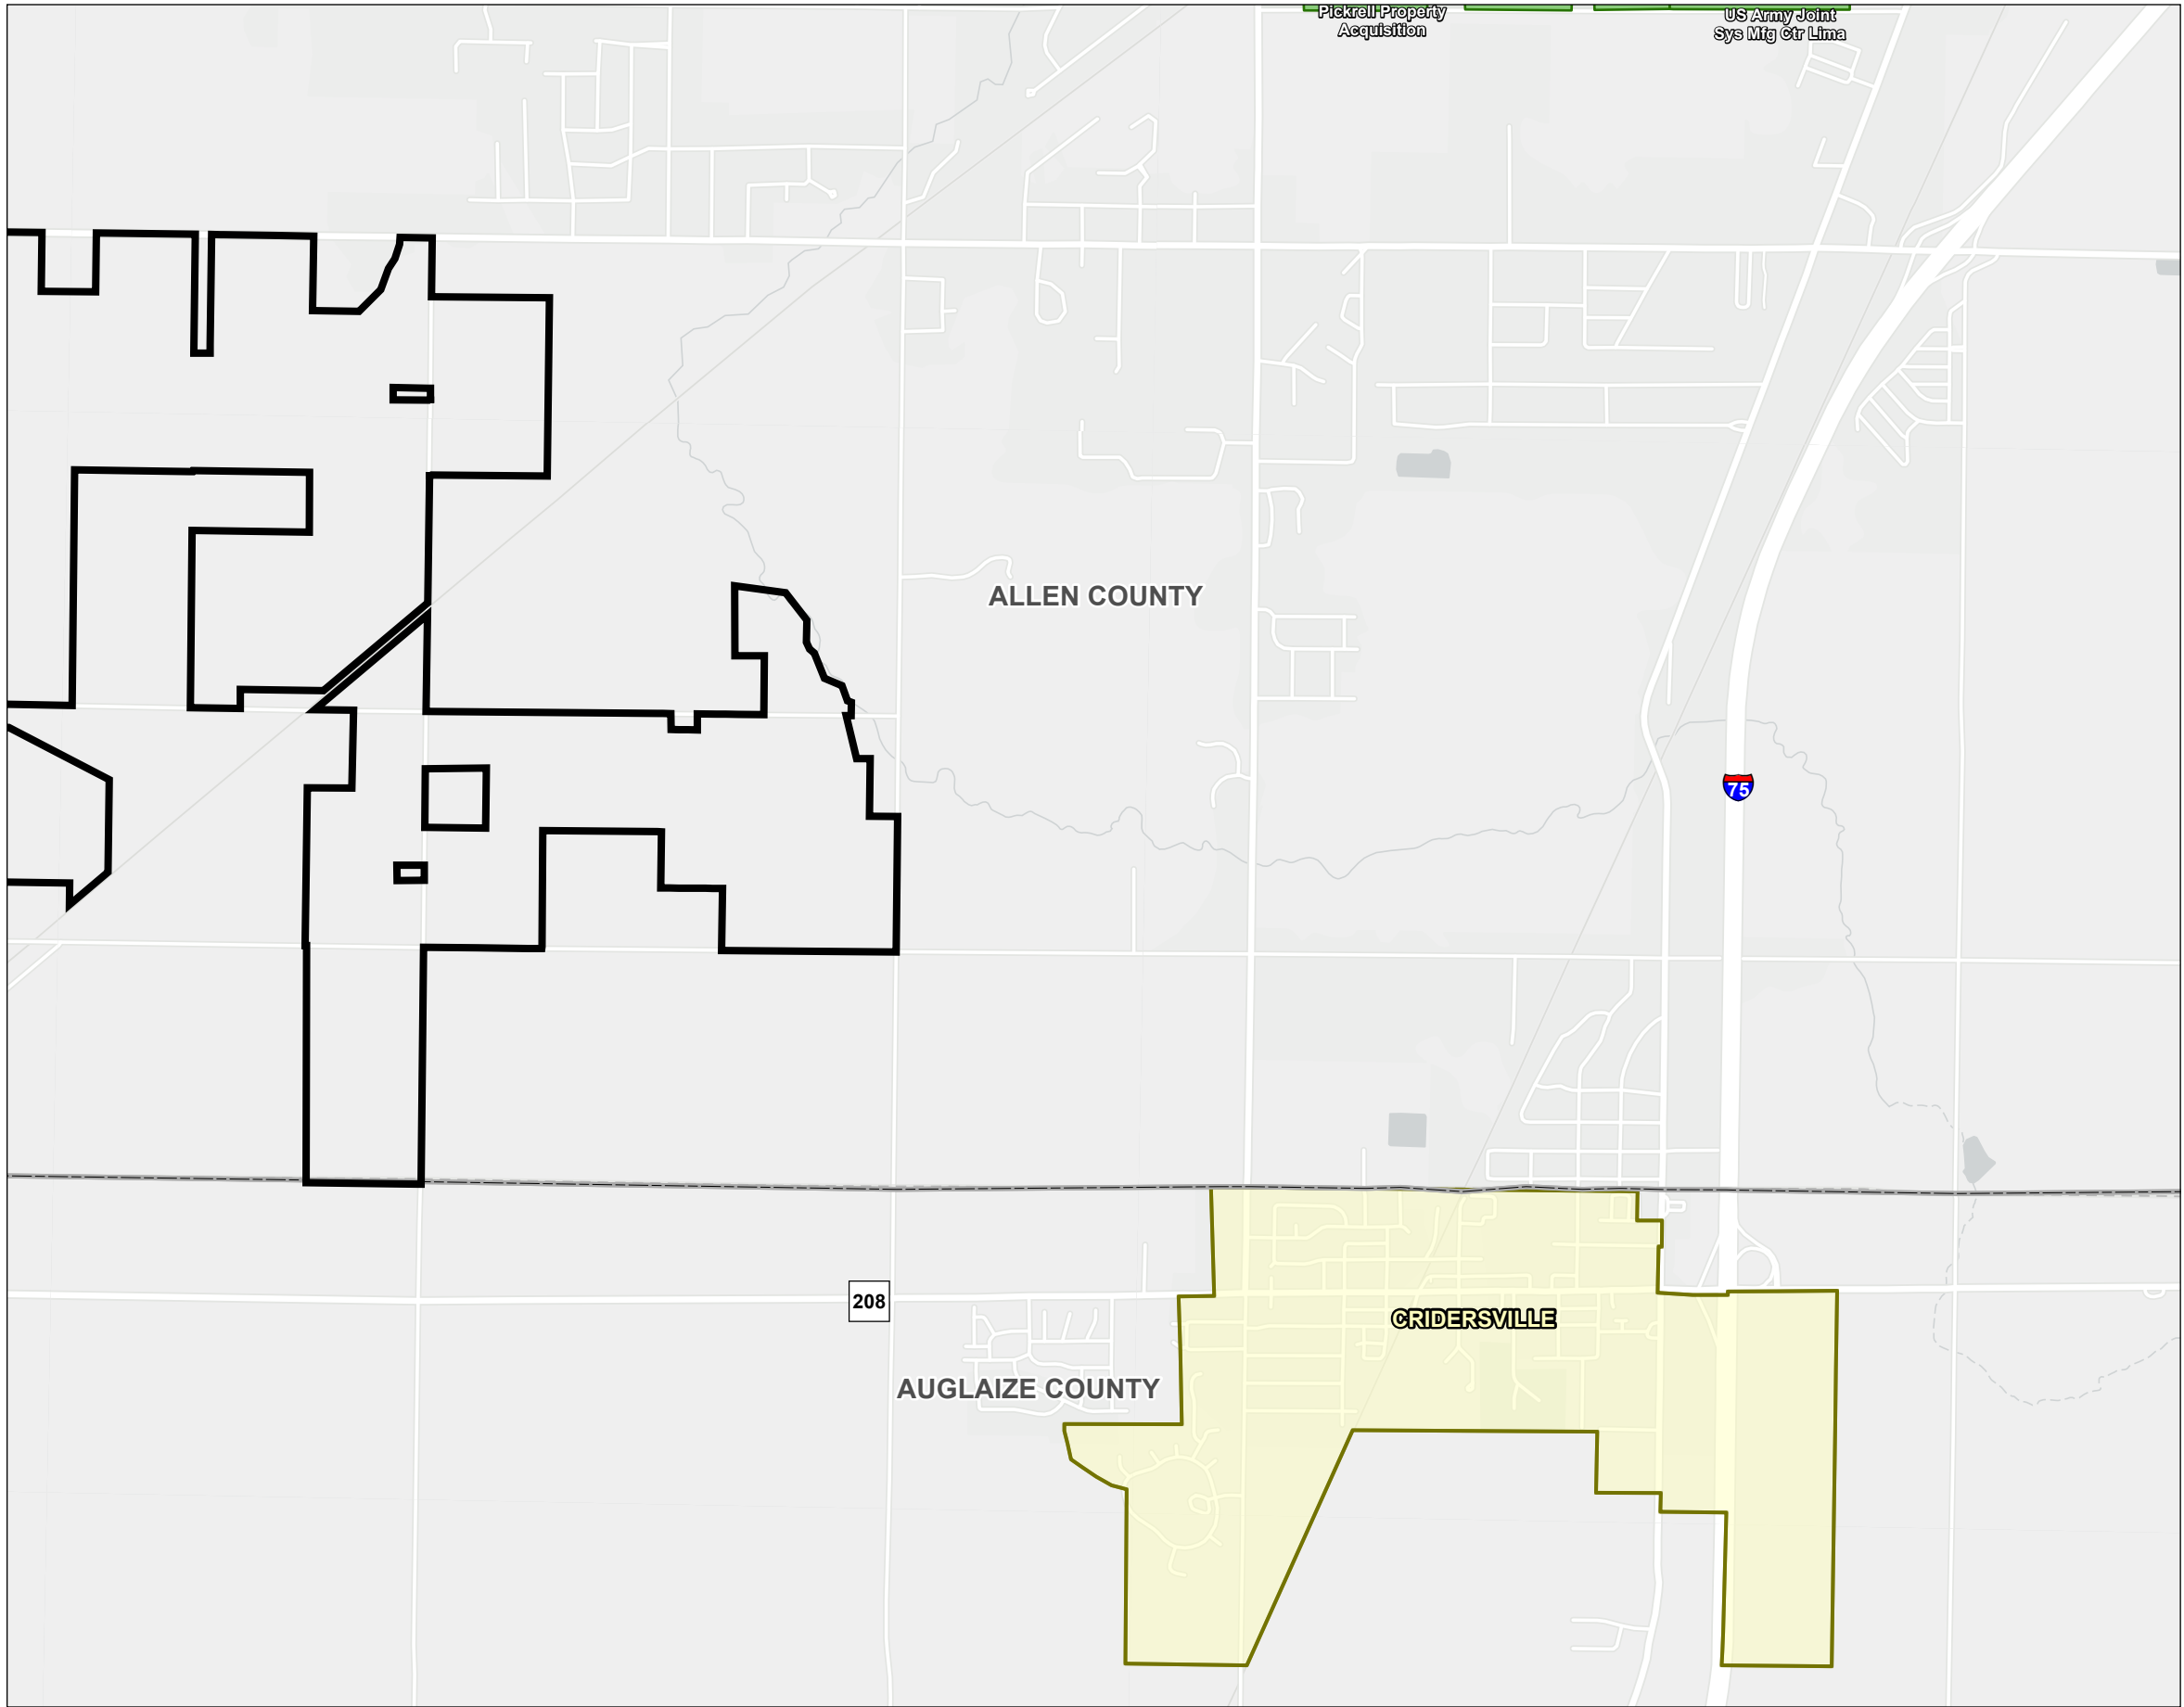 Pickrell Property
Acquisition
US Army Joint
Sys Mfg Ctr Lima
ALLEN COUNTY
75
208
CRIDERSVILLE
AUGLAIZE COUNTY